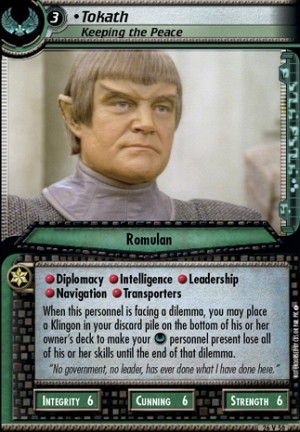 3 •Tokath
Keeping the Peace
Romulan
Diplomacy Intelligence Leadership
Navigation Transporters
When this personnel is facing a dilemma, you may place
a Klingon in your discard pile on the bottom of his or her
owner's deck to make your personnel present lose all
of his or her skills until the end of that dilemma.
"No government, no leader, has ever done what I have done here."
INTEGRITY 6 CUNNING 6 STRENGTH 6